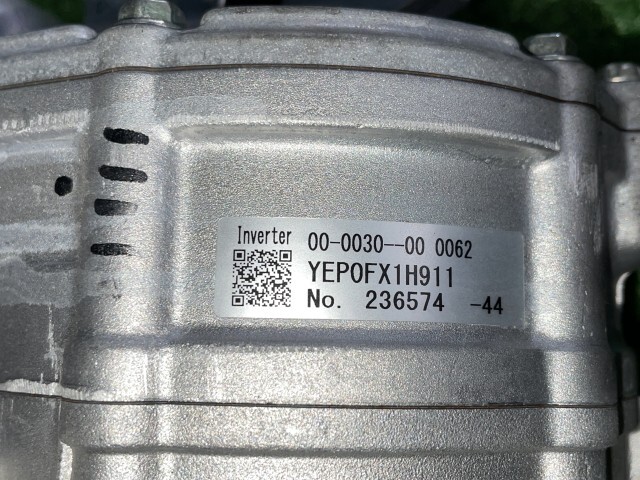 Inverter 00-0030--00 0062
YEP0FX1H911
No. 236574 -44